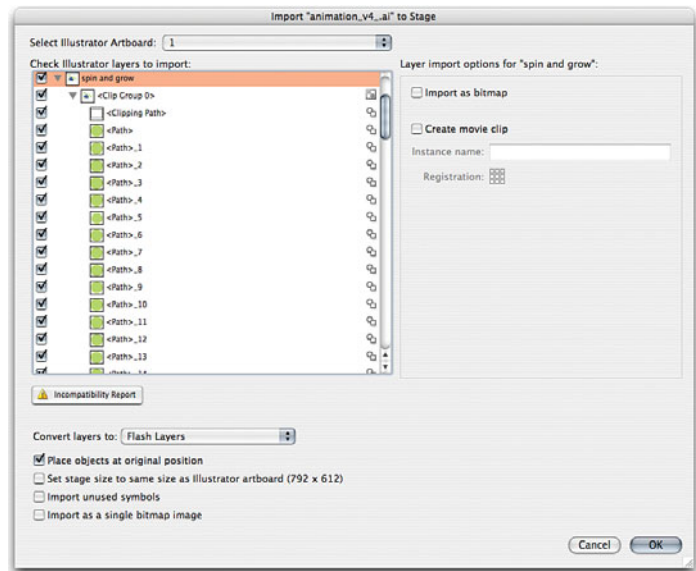 Import "animation_v4_.ai" to Stage
Select Illustrator Artboard: 1
Check Illustrator layers to import:
spin and grow
<Clip Group 0>
<Clipping Path>
<Path>
<Path>_1
<Path>_2
<Path>_3
<Path>_4
<Path>_5
<Path>_6
<Path>_7
<Path>_8
<Path>_9
<Path>_10
<Path>_11
<Path>_12
<Path>_13
Layer import options for "spin and grow":
Import as bitmap
Create movie clip
Instance name:
Registration:
Incompatibility Report
Convert layers to: Flash Layers
Place objects at original position
Set stage size to same size as Illustrator artboard (792 x 612)
Import unused symbols
Import as a single bitmap image
Cancel OK